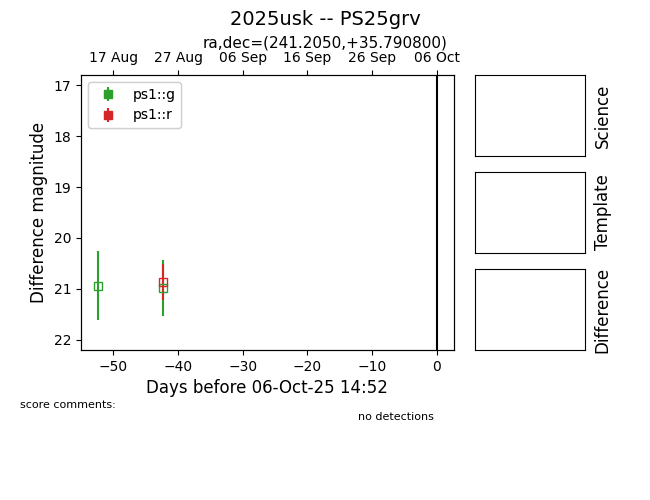 2025usk -- PS25grv
ra,dec=(241.2050,+35.790800)
17 Aug 27 Aug 06 Sep 16 Sep 26 Sep 06 Oct
ps1::g
ps1::r
17
18
19
20
21
22
Difference magnitude
−50 −40 −30 −20 −10 0
Days before 06-Oct-25 14:52
Science
Template
Difference
score comments:
no detections